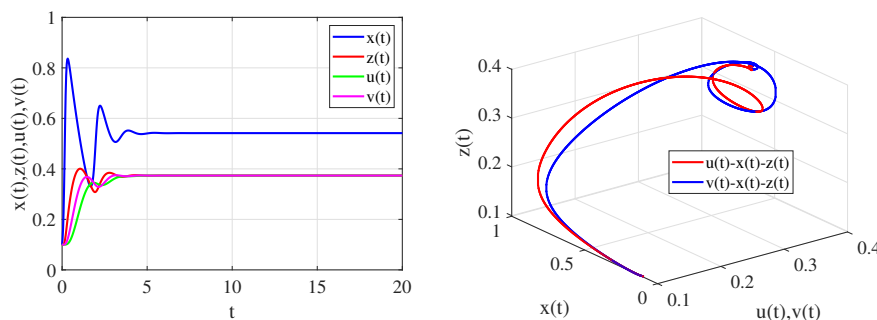 1
0.8
0.6
0.4
0.2
0
x(t),z(t),u(t),v(t)
0 5 10 15 20
t
x(t)
z(t)
u(t)
v(t)
0.4
0.3
0.2
0.1
z(t)
1
0.5
0
x(t)
0.1
0.2
0.3
0.4
u(t),v(t)
u(t)-x(t)-z(t)
v(t)-x(t)-z(t)